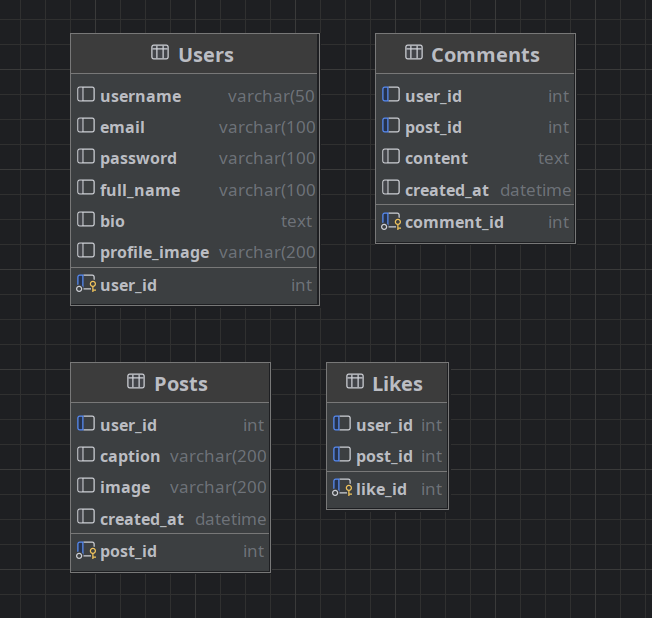 Users
username varchar(50
email varchar(100
password varchar(100
full_name varchar(100
bio text
profile_image varchar(200
user_id int
Comments
user_id int
post_id int
content text
created_at datetime
comment_id int
Posts
user_id int
caption varchar(200
image varchar(200
created_at datetime
post_id int
Likes
user_id int
post_id int
like_id int